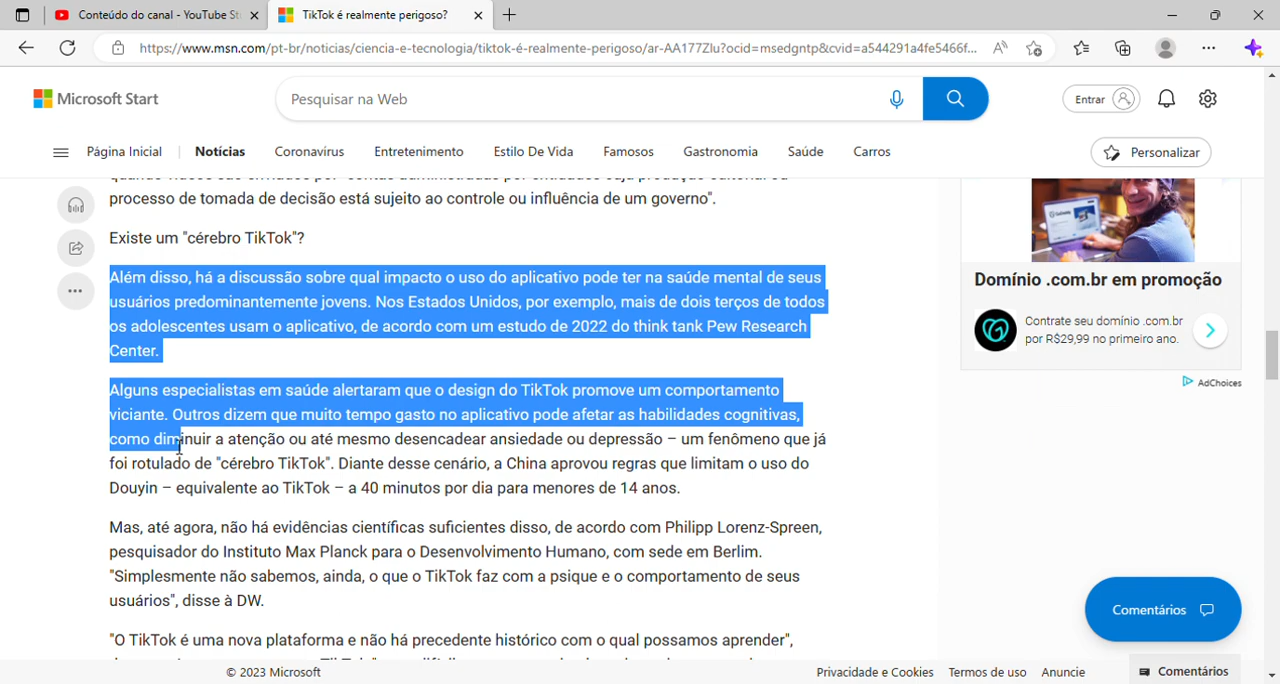 Conteúdo do canal - YouTube St
TikTok é realmente perigoso?
https://www.msn.com/pt-br/noticias/ciencia-e-tecnologia/tiktok-é-realmente-perigoso/ar-AA177Zlu?ocid=msedgntp&cvid=a544291a4fe5466f...
Microsoft Start
Pesquisar na Web
Entrar
Página Inicial
Notícias
Coronavírus
Entretenimento
Estilo De Vida
Famosos
Gastronomia
Saúde
Carros
Personalizar
processo de tomada de decisão está sujeito ao controle ou influência de um governo".
Existe um "cérebro TikTok"?
Além disso, há a discussão sobre qual impacto o uso do aplicativo pode ter na saúde mental de seus
usuários predominantemente jovens. Nos Estados Unidos, por exemplo, mais de dois terços de todos
os adolescentes usam o aplicativo, de acordo com um estudo de 2022 do think tank Pew Research
Center.
Alguns especialistas em saúde alertaram que o design do TikTok promove um comportamento
viciante. Outros dizem que muito tempo gasto no aplicativo pode afetar as habilidades cognitivas,
como diminuir a atenção ou até mesmo desencadear ansiedade ou depressão – um fenômeno que já
foi rotulado de "cérebro TikTok". Diante desse cenário, a China aprovou regras que limitam o uso do
Douyin – equivalente ao TikTok – a 40 minutos por dia para menores de 14 anos.
Mas, até agora, não há evidências científicas suficientes disso, de acordo com Philipp Lorenz-Spreen,
pesquisador do Instituto Max Planck para o Desenvolvimento Humano, com sede em Berlim.
"Simplesmente não sabemos, ainda, o que o TikTok faz com a psique e o comportamento de seus
usuários", disse à DW.
"O TikTok é uma nova plataforma e não há precedente histórico com o qual possamos aprender",
Domínio .com.br em promoção
Contrate seu domínio .com.br
por R$29,99 no primeiro ano.
AdChoices
Comentários
© 2023 Microsoft
Privacidade e Cookies
Termos de uso
Anuncie
Comentários